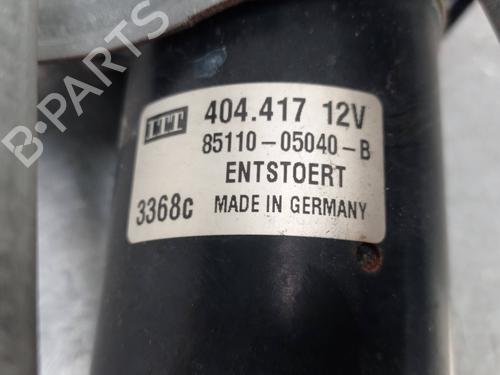 ITT 404.417 12V
85110-05040-B
ENTSTOERT
3368c MADE IN GERMANY
B-PARTS